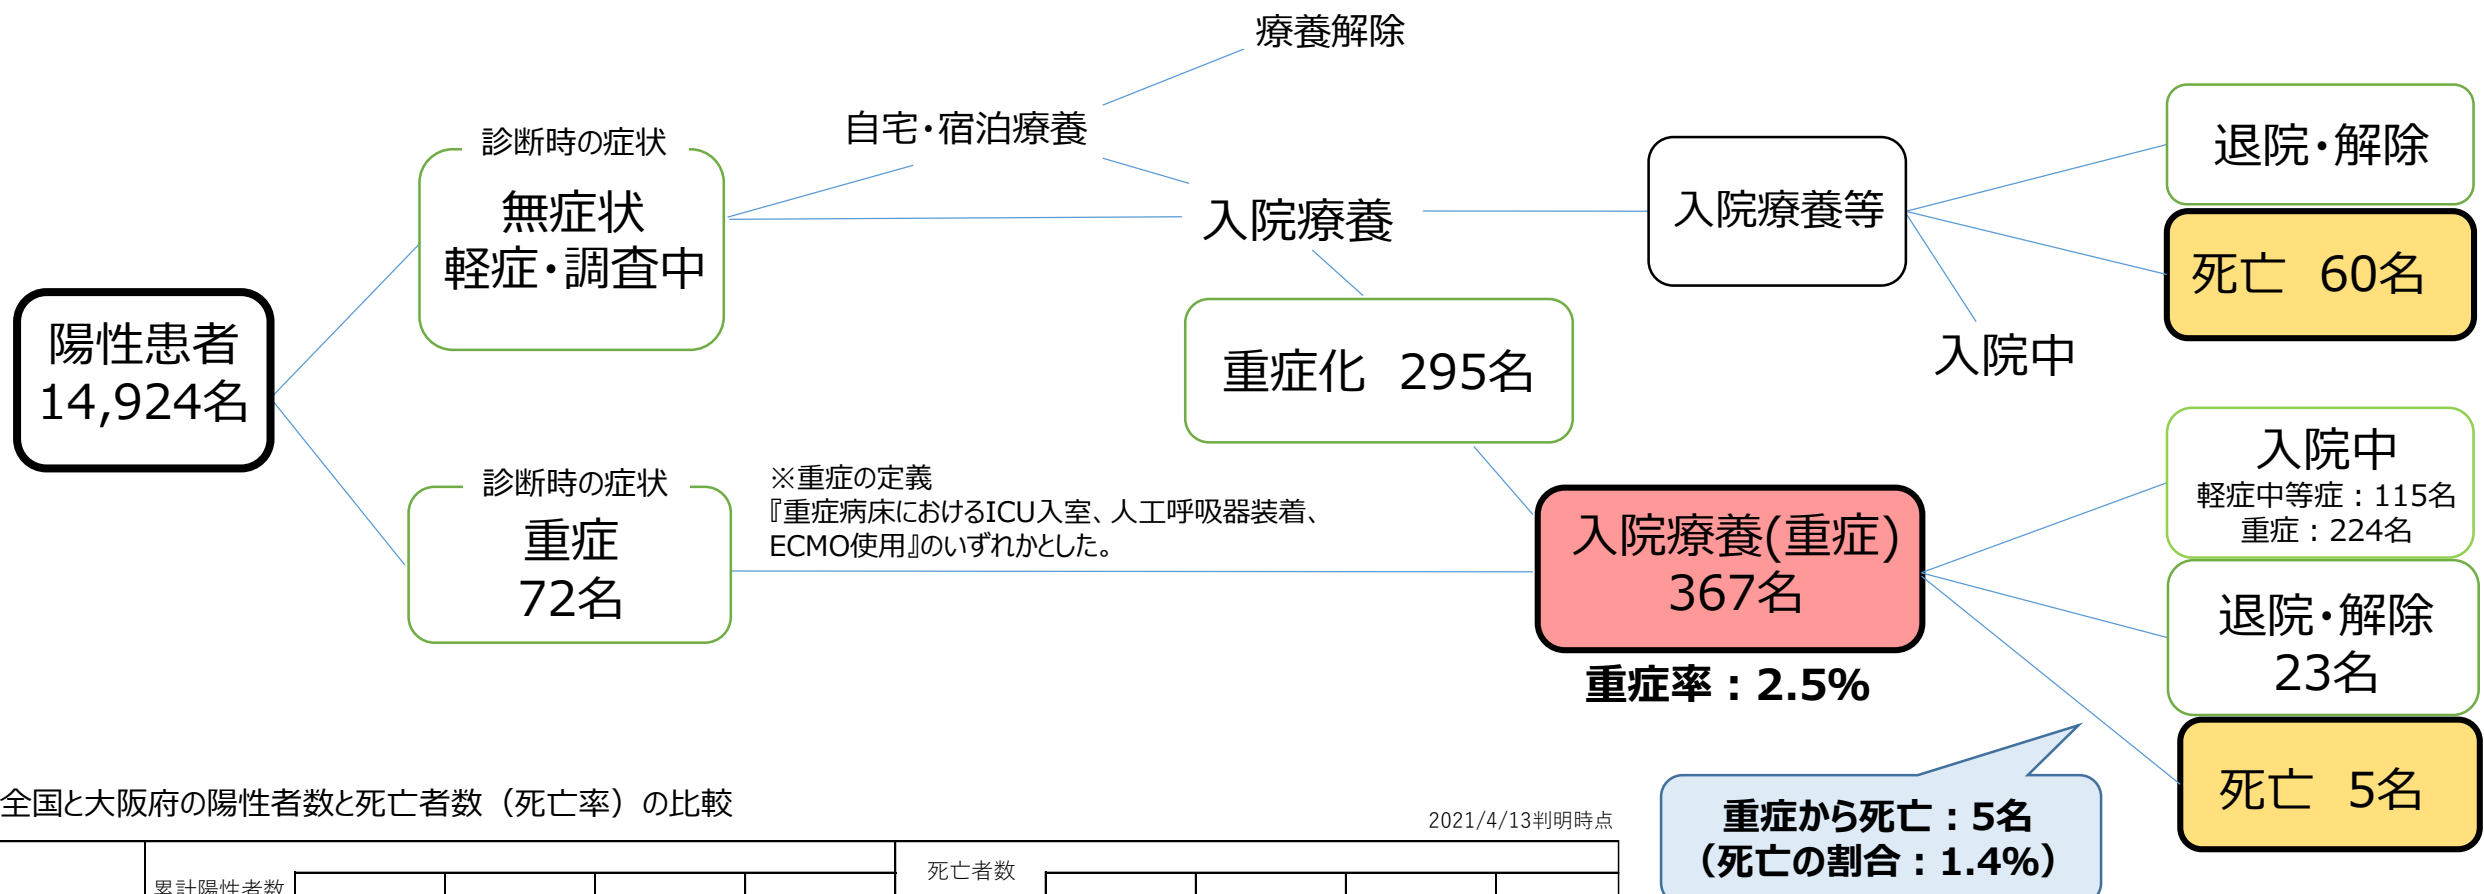 療養解除
自宅・宿泊療養
診断時の症状
無症状
軽症・調査中
入院療養
入院療養等
退院・解除
死亡 60名
入院中
陽性患者
14,924名
重症化 295名
診断時の症状
重症
72名
※重症の定義
『重症病床におけるICU入室、人工呼吸器装着、
ECMO使用』のいずれかとした。
入院療養(重症)
367名
重症率：2.5%
入院中
軽症中等症：115名
重症：224名
退院・解除
23名
死亡 5名
重症から死亡：5名
（死亡の割合：1.4%）
全国と大阪府の陽性者数と死亡者数（死亡率）の比較
2021/4/13判明時点
累計陽性者数
死亡者数